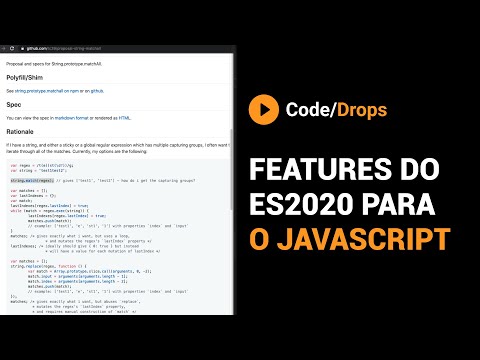 github.com/tc39/proposal-string-matchall
Proposal and specs for String.prototype.matchAll.
Polyfill/Shim
See string.prototype.matchall on npm or on github.
Spec
You can view the spec in markdown format or rendered as HTML.
Rationale
If I have a string, and either a sticky or a global regular expression which has multiple capturing groups, I often want
iterate through all of the matches. Currently, my options are the following:
var regex = /t(e)(st(\d?))/g;
var string = 'test1test2';
string.match(regex); // gives ['test1', 'test2'] - how do i get the capturing groups?
var matches = [];
var lastIndexes = {};
var match;
lastIndexes[regex.lastIndex] = true;
while (match = regex.exec(string)) {
lastIndexes[regex.lastIndex] = true;
matches.push(match);
// example: ['test1', 'e', 'st1', '1'] with properties `index` and `input`
}
matches; /* gives exactly what i want, but uses a loop,
* and mutates the regex's `lastIndex` property */
lastIndexes; /* ideally should give { 0: true } but instead
* will have a value for each mutation of lastIndex */
var matches = [];
string.replace(regex, function () {
var match = Array.prototype.slice.call(arguments, 0, -2);
match.input = arguments[arguments.length - 1];
match.index = arguments[arguments.length - 2];
matches.push(match);
// example: ['test1', 'e', 'st1', '1'] with properties `index` and `input`
});
matches; /* gives exactly what i want, but abuses `replace`,
* mutates the regex's `lastIndex` property,
* and requires manual construction of `match` */
Code/Drops
FEATURES DO
ES2020 PARA
O JAVASCRIPT